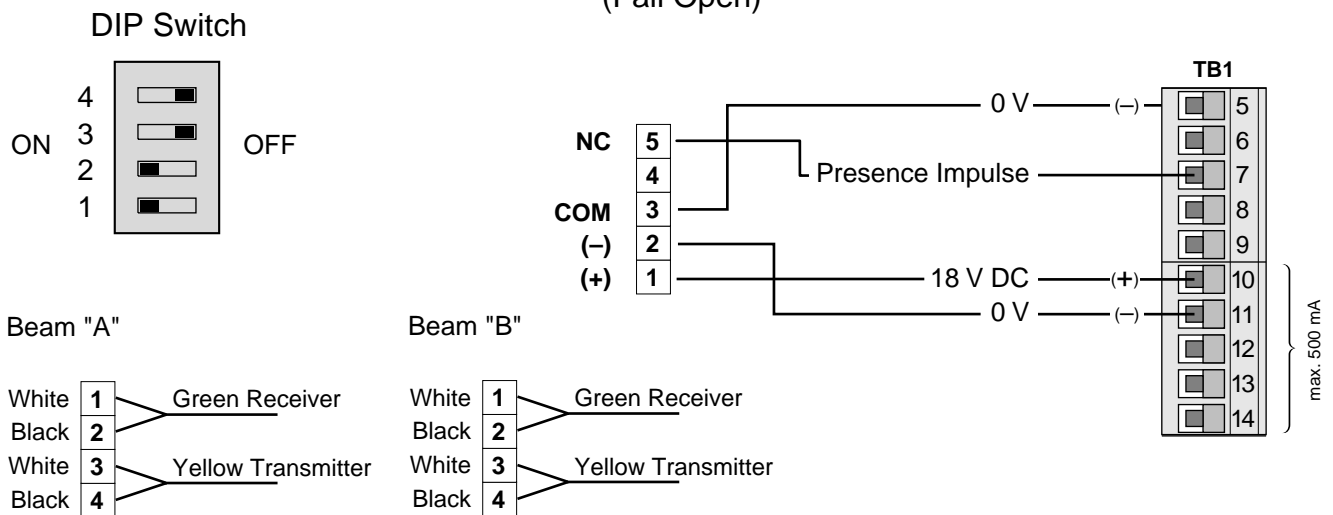 (Fail Open)
DIP Switch
ON
4
3
2
1
OFF
NC 5
4
COM 3
(–) 2
(+) 1
0 V (–)
Presence Impulse
18 V DC (+)
0 V (–)
TB1
5
6
7
8
9
10
11
12
13
14
max. 500 mA
Beam "A"
White 1 Green Receiver
Black 2
White 3 Yellow Transmitter
Black 4
Beam "B"
White 1 Green Receiver
Black 2
White 3 Yellow Transmitter
Black 4